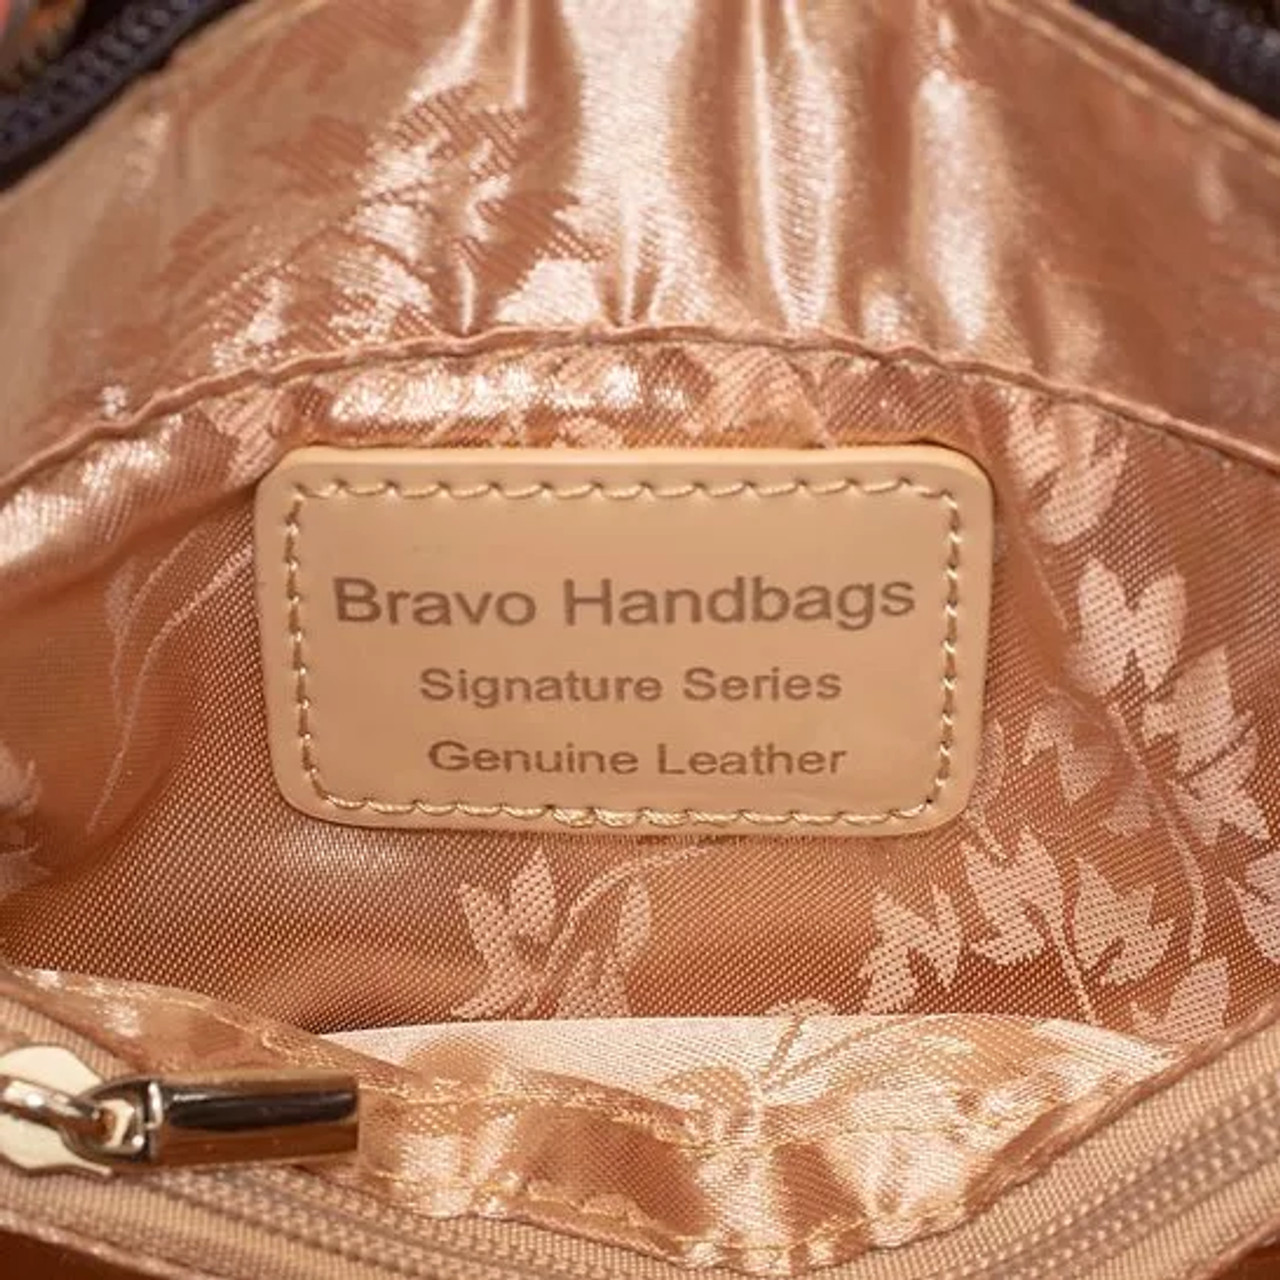 Bravo Handbags
Signature Series
Genuine Leather